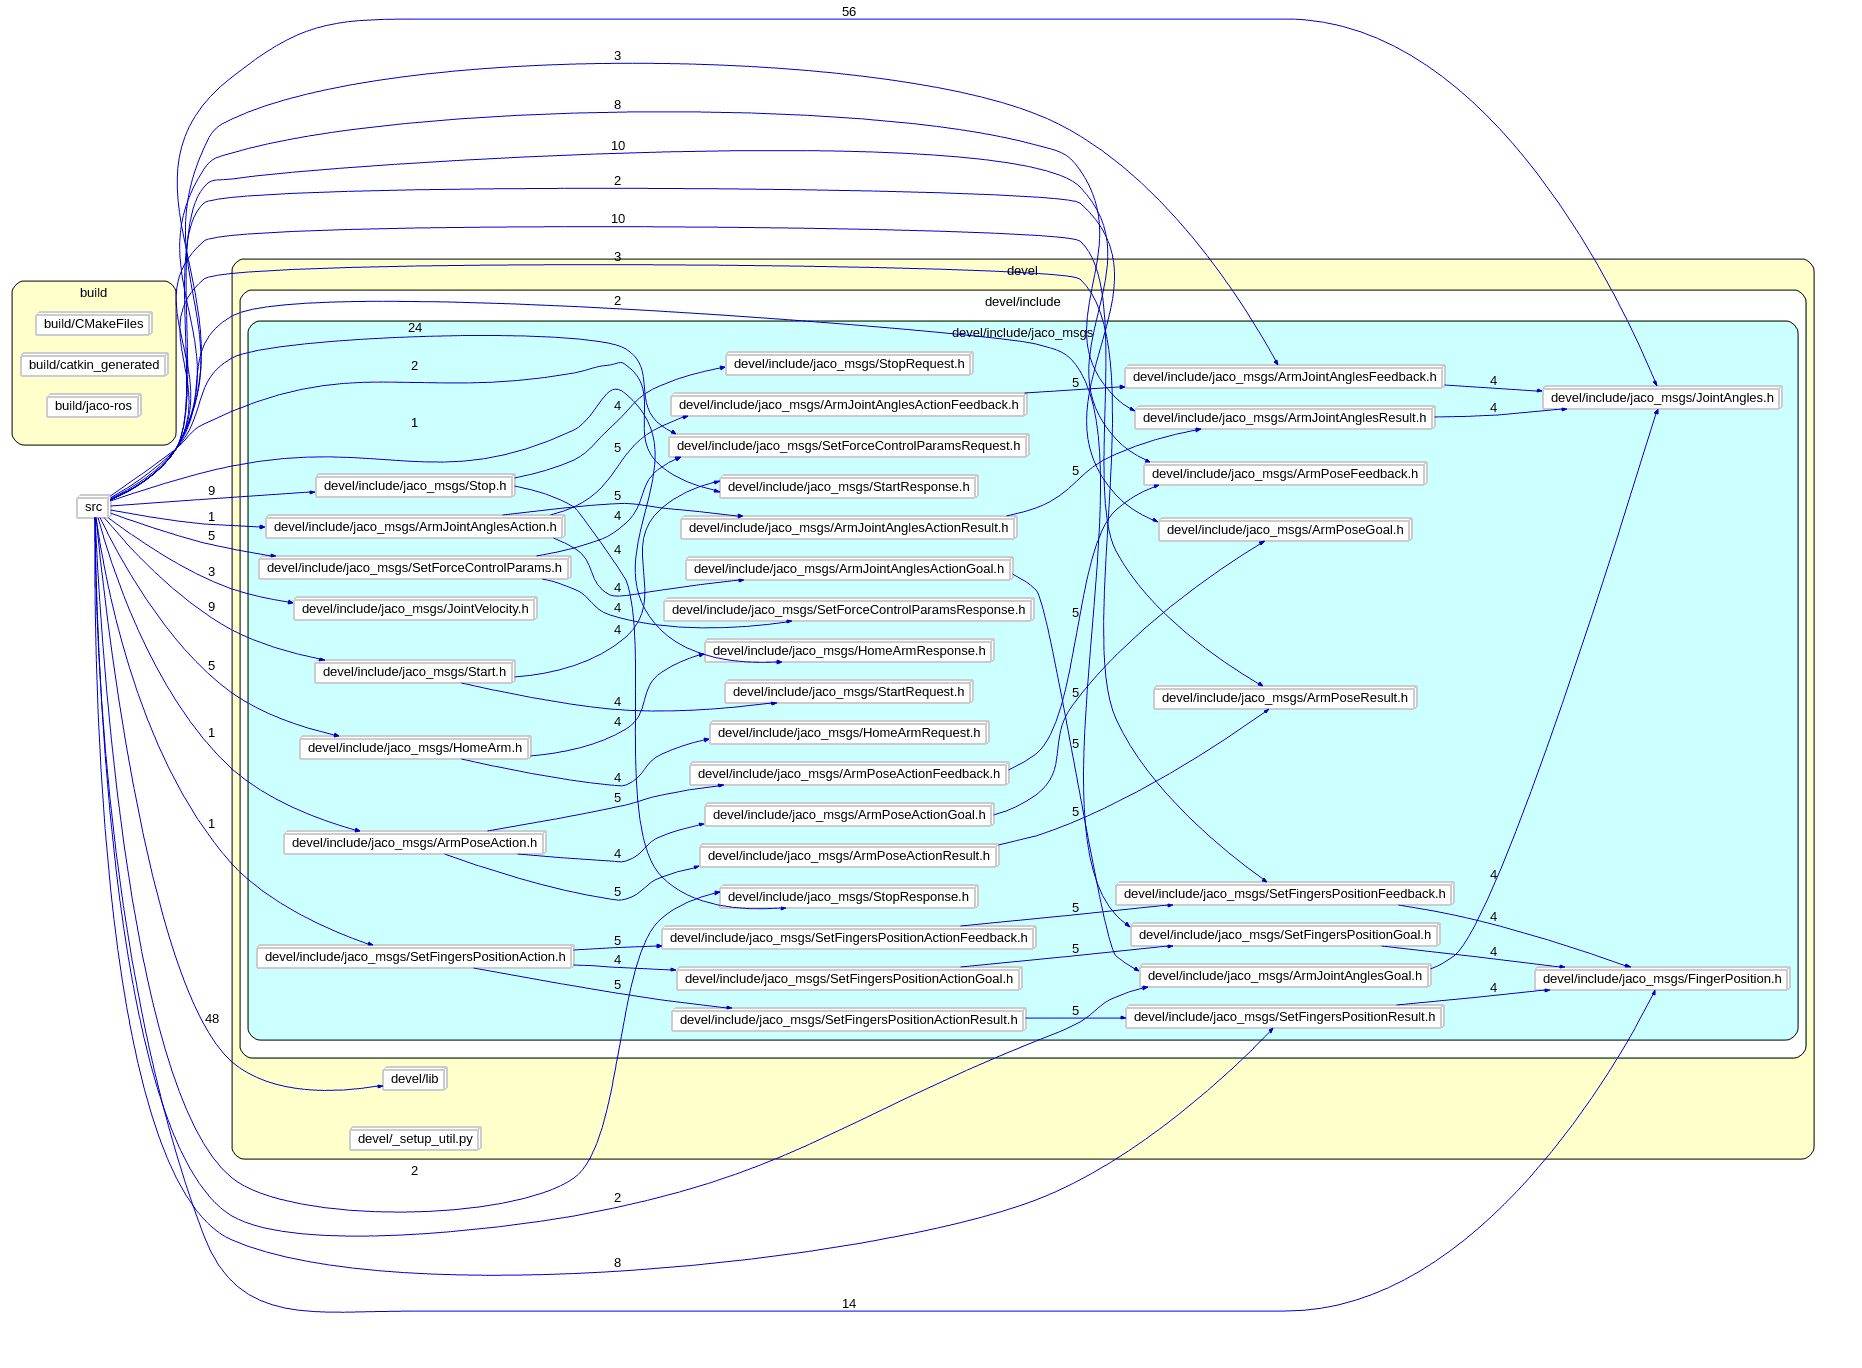 56
3
8
10
2
10
3
devel
build
devel/include
2
build/CMakeFiles
24
devel/include/jaco_msgs
build/catkin_generated
2
devel/include/jaco_msgs/StopRequest.h
devel/include/jaco_msgs/ArmJointAnglesFeedback.h
5
4
devel/include/jaco_msgs/JointAngles.h
build/jaco-ros
4
devel/include/jaco_msgs/ArmJointAnglesActionFeedback.h
4
1
devel/include/jaco_msgs/ArmJointAnglesResult.h
5
devel/include/jaco_msgs/SetForceControlParamsRequest.h
5
devel/include/jaco_msgs/ArmPoseFeedback.h
9
devel/include/jaco_msgs/Stop.h
devel/include/jaco_msgs/StartResponse.h
5
src
1
4
devel/include/jaco_msgs/ArmJointAnglesAction.h
devel/include/jaco_msgs/ArmJointAnglesActionResult.h
devel/include/jaco_msgs/ArmPoseGoal.h
5
4
devel/include/jaco_msgs/SetForceControlParams.h
devel/include/jaco_msgs/ArmJointAnglesActionGoal.h
3
4
devel/include/jaco_msgs/JointVelocity.h
4
devel/include/jaco_msgs/SetForceControlParamsResponse.h
5
9
4
devel/include/jaco_msgs/HomeArmResponse.h
5
devel/include/jaco_msgs/Start.h
devel/include/jaco_msgs/StartRequest.h
5
devel/include/jaco_msgs/ArmPoseResult.h
4
4
1
devel/include/jaco_msgs/HomeArmRequest.h
5
devel/include/jaco_msgs/HomeArm.h
4
devel/include/jaco_msgs/ArmPoseActionFeedback.h
5
devel/include/jaco_msgs/ArmPoseActionGoal.h
5
1
devel/include/jaco_msgs/ArmPoseAction.h
4
devel/include/jaco_msgs/ArmPoseActionResult.h
4
5
devel/include/jaco_msgs/StopResponse.h
devel/include/jaco_msgs/SetFingersPositionFeedback.h
5
4
5
devel/include/jaco_msgs/SetFingersPositionActionFeedback.h
devel/include/jaco_msgs/SetFingersPositionGoal.h
5
4
devel/include/jaco_msgs/SetFingersPositionAction.h
4
devel/include/jaco_msgs/SetFingersPositionActionGoal.h
devel/include/jaco_msgs/ArmJointAnglesGoal.h
devel/include/jaco_msgs/FingerPosition.h
5
4
48
devel/include/jaco_msgs/SetFingersPositionActionResult.h
5
devel/include/jaco_msgs/SetFingersPositionResult.h
devel/lib
devel/_setup_util.py
2
2
8
14